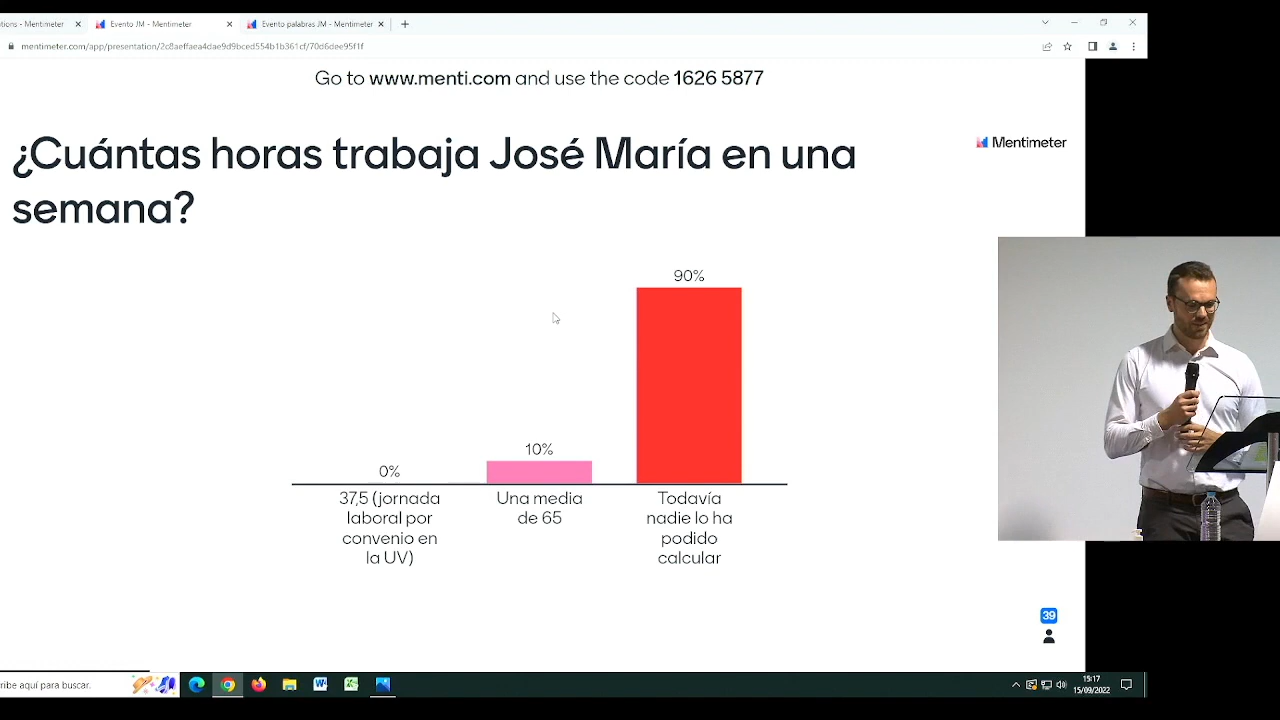 tions - Mentimeter
Evento JM - Mentimeter
Evento palabras JM - Mentimeter
mentimeter.com/app/presentation/2c8aeffaea4dae9d9bced554b1b361cf/70d6dee95f1f
Go to www.menti.com and use the code 1626 5877
¿Cuántas horas trabaja José María en una
semana?
Mentimeter
90%
10%
0%
37,5 (jornada
laboral por
convenio en
la UV)
Una media
de 65
Todavía
nadie lo ha
podido
calcular
39
ribe aquí para buscar.
15:17
15/09/2022